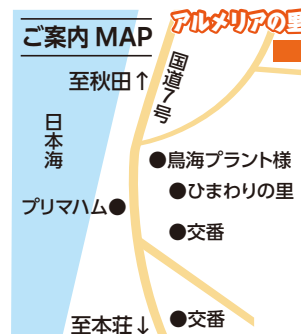 ご案内 MAP
アルメリアの里
至秋田↑
国道7号
日本海
●鳥海プラント様
●ひまわりの里
プリマハム●
●交番
至本荘↓
●交番